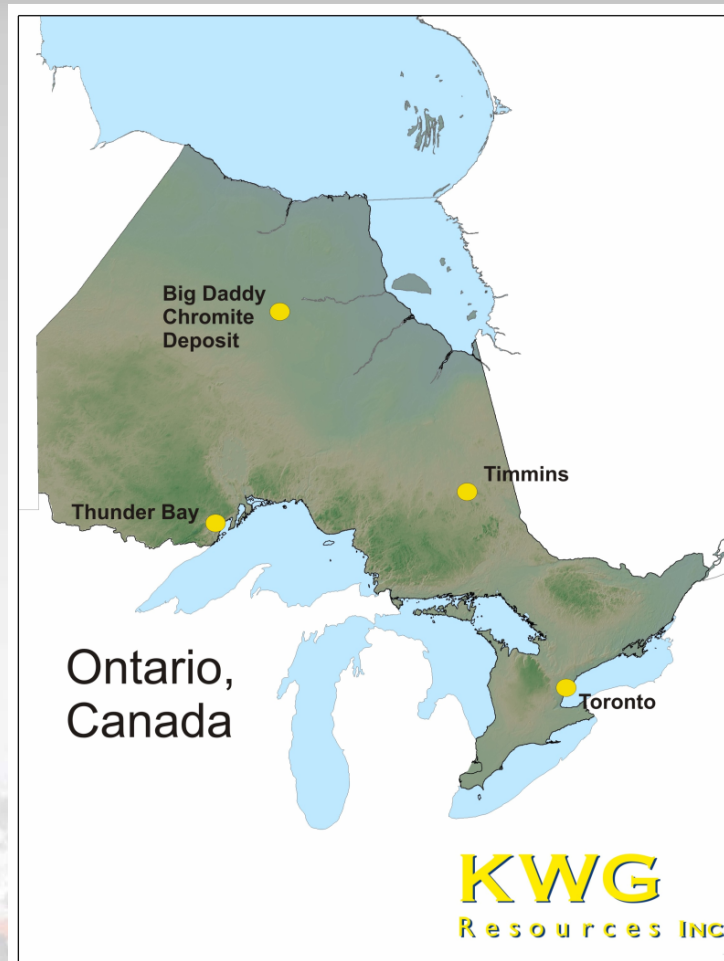 Big Daddy
Chromite
Deposit
Timmins
Thunder Bay
Ontario,
Canada
Toronto
KWG
Resources INC